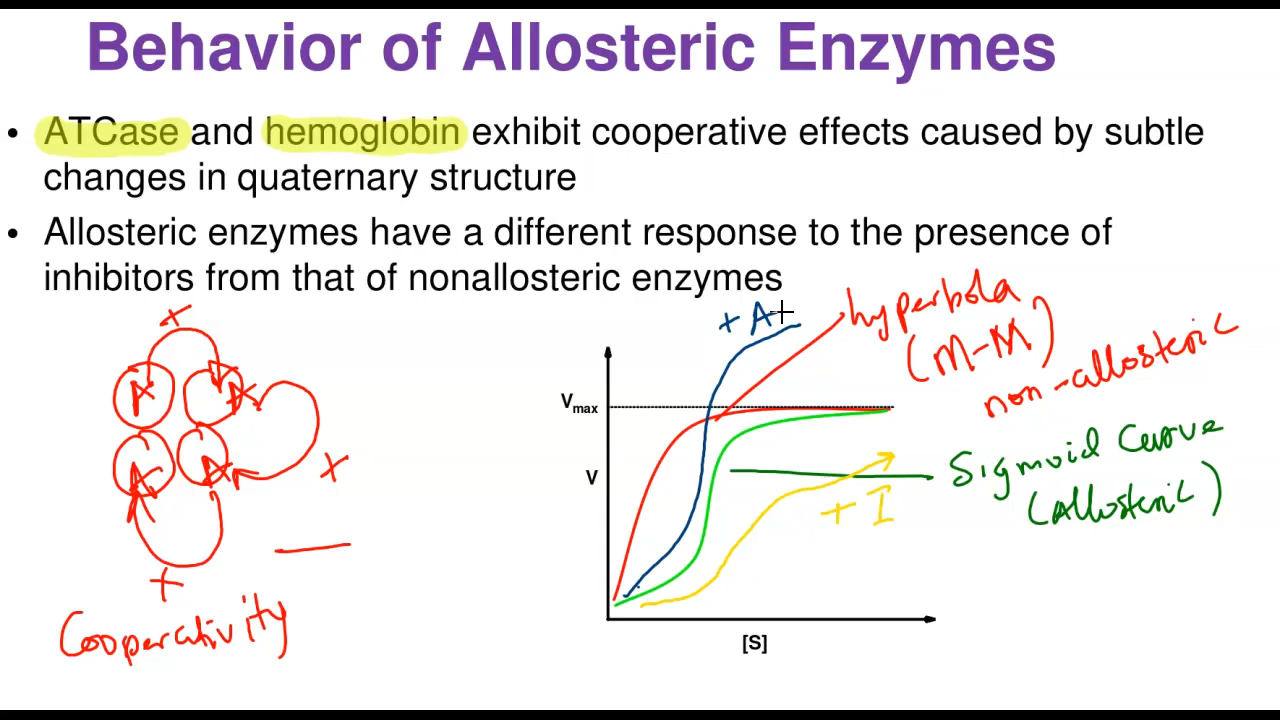 Behavior of Allosteric Enzymes
• ATCase and hemoglobin exhibit cooperative effects caused by subtle
changes in quaternary structure
• Allosteric enzymes have a different response to the presence of
inhibitors from that of nonallosteric enzymes
+
A
A
A
A
+
+
Cooperativity
+ A
hyperbola
(M-M)
non-allosteric
Vmax
V
+ I
Sigmoid Curve
(Allosteric)
[S]